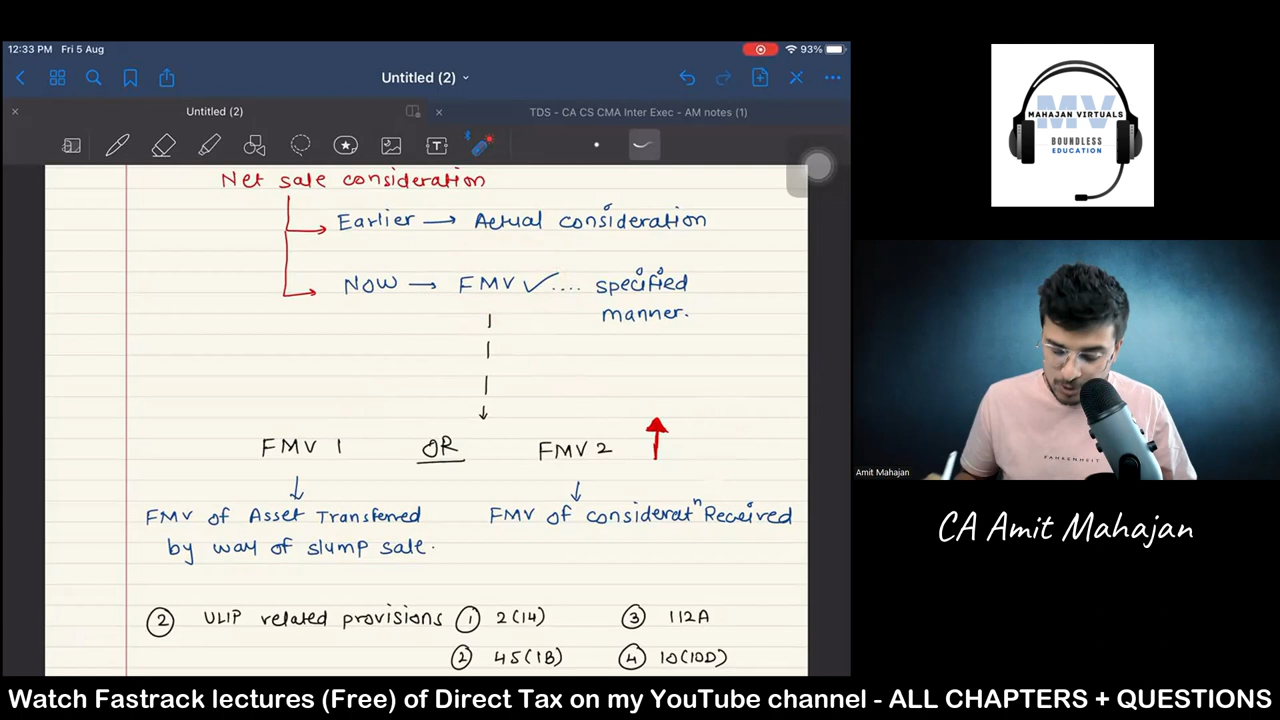 12:33 PM Fri 5 Aug
93%
Untitled (2)
Untitled (2)
TDS - CA CS CMA Inter Exec - AM notes (1)
Net sale consideration
Earlier → Actual consideration
Now → FMV ✓.... specified
manner.
FMV 1 OR FMV 2
FMV of Asset Transferred
by way of slump sale.
FMV of consideratⁿ Received
② ULIP related provisions ① 2(14) ③ 112A
② 45(1B) ④ 10(10D)
MV
MAHAJAN VIRTUALS
BOUNDLESS
EDUCATION
FAHRENHEIT
Amit Mahajan
CA Amit Mahajan
Watch Fastrack lectures (Free) of Direct Tax on my YouTube channel - ALL CHAPTERS + QUESTIONS